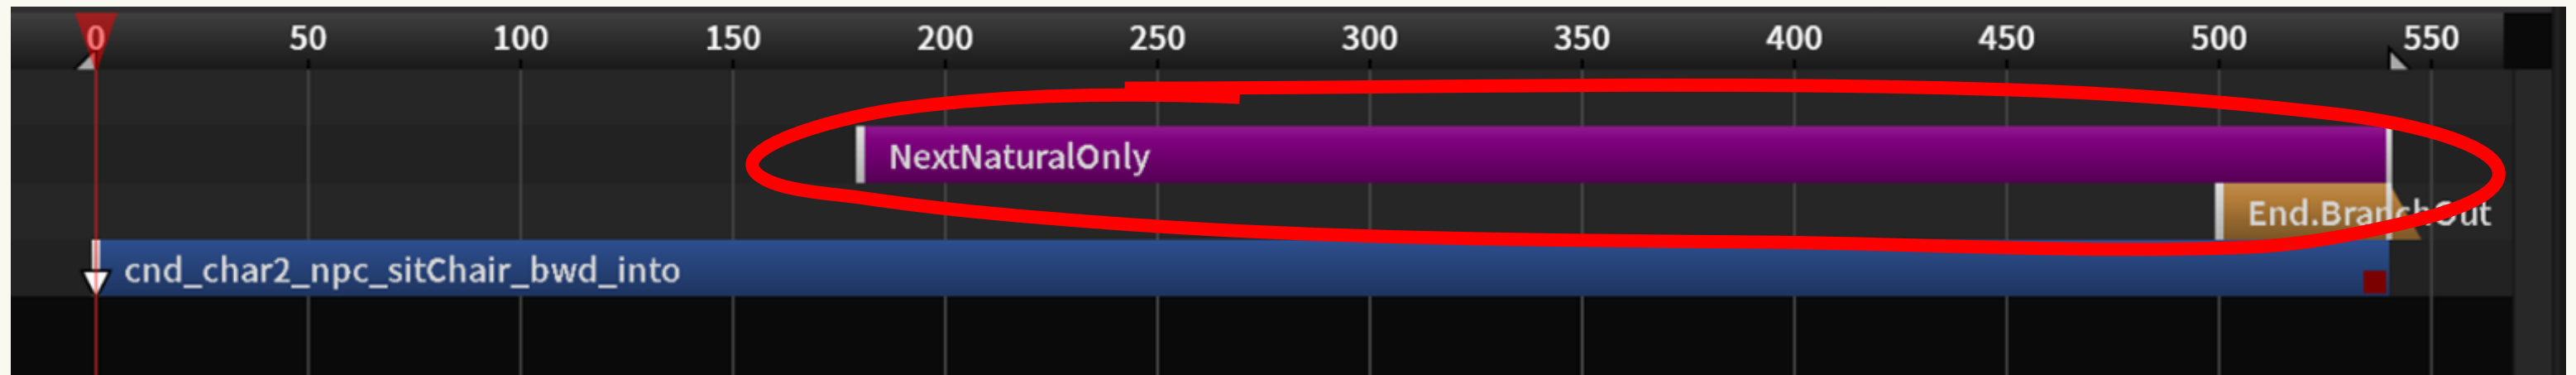 0 50 100 150 200 250 300 350 400 450 500 550
NextNaturalOnly
End.BranchOut
cnd_char2_npc_sitChair_bwd_into